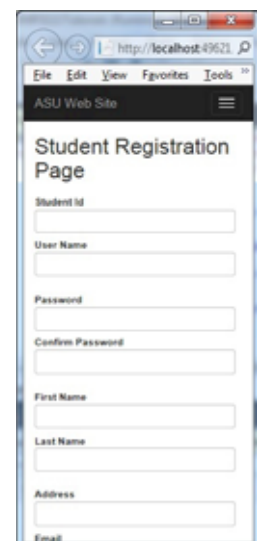 http://localhost:49621
File Edit View Favorites Tools »
ASU Web Site
Student Registration
Page
Student Id
User Name
Password
Confirm Password
First Name
Last Name
Address
Email